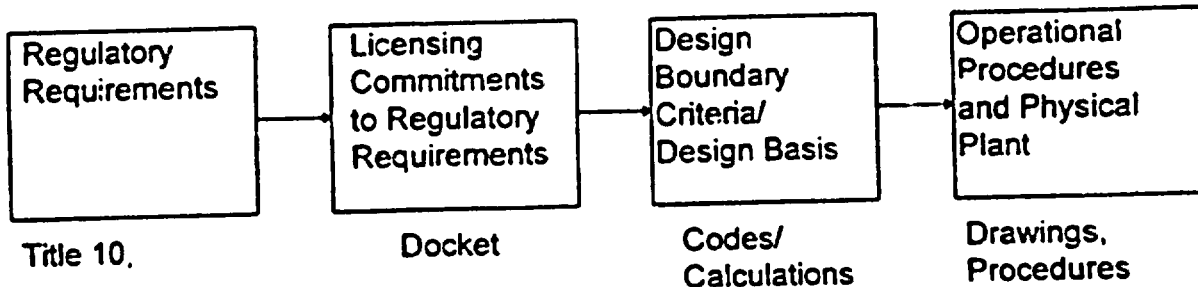 Regulatory
Requirements
Licensing
Commitments
to Regulatory
Requirements
Design
Boundary
Criteria/
Design Basis
Operational
Procedures
and Physical
Plant
Title 10.
Docket
Codes/
Calculations
Drawings,
Procedures